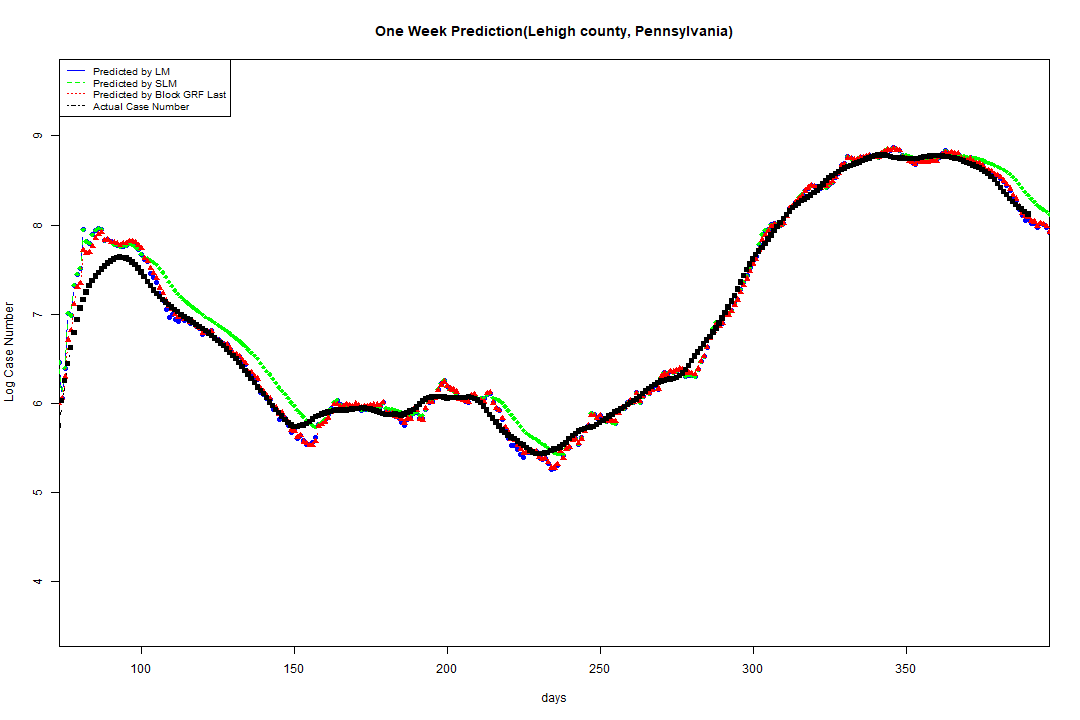 One Week Prediction(Lehigh county, Pennsylvania)
Predicted by LM
Predicted by SLM
Predicted by Block GRF Last
Actual Case Number
9
8
7
6
5
4
Log Case Number
100 150 200 250 300 350
days